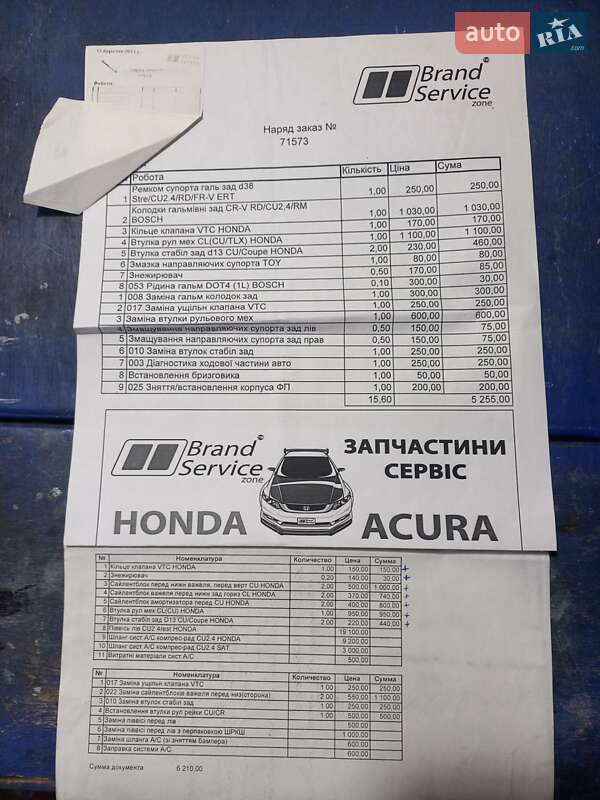 auto RIA.com
Brand
Service
zone
Наряд заказ №
71573
Робота Кількість Ціна Сума
1 Ремком супорта галь зад d38
Stre/CU2.4/RD/FR-V ERT 1,00 250,00 250,00
2 Колодки гальмівні зад CR-V RD/CU2,4/RM
BOSCH 1,00 1 030,00 1 030,00
3 Кільце клапана VTC HONDA 1,00 170,00 170,00
4 Втулка рул мех CL(CU/TLX) HONDA 1,00 1 100,00 1 100,00
5 Втулка стабіл зад d13 CU/Coupe HONDA 2,00 230,00 460,00
6 Змазка направляючих супорта TOY 1,00 80,00 80,00
7 Знежирювач 0,50 170,00 85,00
8 053 Рідина гальм DOT4 (1L) BOSCH 0,10 300,00 30,00
1 008 Заміна гальм колодок зад 1,00 300,00 300,00
2 017 Заміна ущільн клапана VTC 1,00 250,00 250,00
3 Заміна втулки рульового мех 1,00 600,00 600,00
4 Змащування направляючих супорта зад лів 0,50 150,00 75,00
5 Змащування направляючих супорта зад прав 0,50 150,00 75,00
6 010 Заміна втулок стабіл зад 1,00 250,00 250,00
7 003 Діагностика ходової частини авто 1,00 250,00 250,00
8 Встановлення бризговика 1,00 50,00 50,00
9 025 Зняття/встановлення корпуса ФП 1,00 200,00 200,00
15,60 5 255,00
Brand
Service
zone
ЗАПЧАСТИНИ
СЕРВІС
HONDA ACURA
№ Номенклатура Количество Цена Сумма
1 Кільце клапана VTC HONDA 1,00 150,00 150,00
2 Знежирювач 0,20 140,00 30,00
3 Сайлентблок перед нижн важеля, перед верт CU HONDA 2,00 500,00 1 000,00
4 Сайлентблок важеля перед нижн зад гориз CL HONDA 2,00 370,00 740,00
5 Сайлентблок амортизатора перед CU HONDA 2,00 400,00 800,00
6 Втулка рул мех CL(CU) HONDA 1,00 950,00 950,00
7 Втулка стабіл зад D13 CU/Coupe HONDA 2,00 220,00 440,00
8 Піввісь лів CU2.4test HONDA 19 100,00
9 Шланг сист A/C компрес-рад CU2.4 HONDA 9 200,00
10 Шланг сист A/C компрес-рад CU2.4 SAT 3 000,00
11 Витратні матеріали сист A/C 500,00
№ Номенклатура Количество Цена Сумма
1 017 Заміна ущільн клапана VTC 1,00 250,00 250,00
2 022 Заміна сайлентблоків важеля перед низ(сторона) 2,00 550,00 1 100,00
3 010 Заміна втулок стабіл зад 1,00 250,00 250,00
4 Встановлення втулки рул рейки CU/CR 1,00 500,00 500,00
5 Заміна піввісі перед лів 500,00
6 Заміна піввісі перед лів з перпаковкою ШРКШ 1 000,00
7 Заміна шланга A/C (зі зняттям бампера) 600,00
8 Заправка системи A/C 600,00
Сумма документа 6 210,00